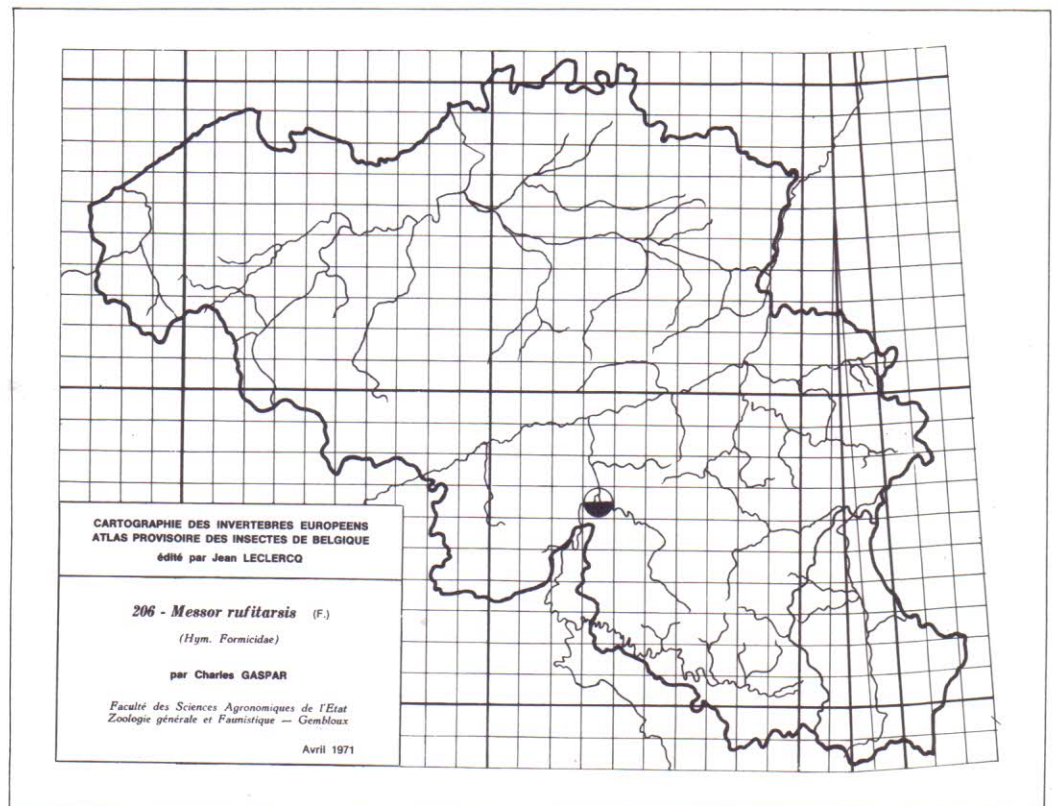 CARTOGRAPHIE DES INVERTEBRES EUROPEENS
ATLAS PROVISOIRE DES INSECTES DE BELGIQUE
édité par Jean LECLERCQ
206 - Messor rufitarsis (F.)
(Hym. Formicidae)
par Charles GASPAR
Faculté des Sciences Agronomiques de l'Etat
Zoologie générale et Faunistique — Gembloux
Avril 1971